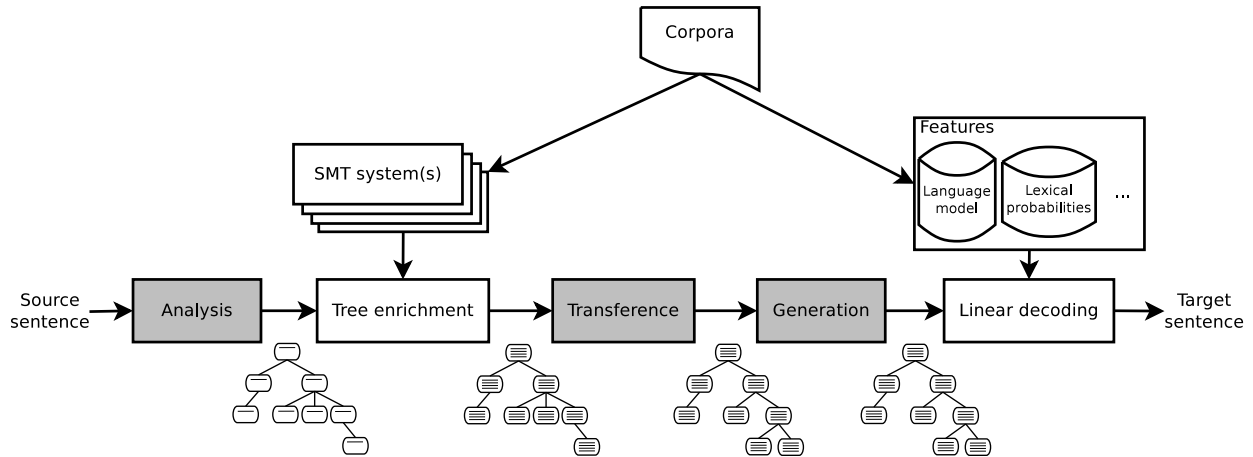 Corpora
SMT system(s)
Features
Language
model
Lexical
probabilities
...
Source
sentence
Analysis
Tree enrichment
Transference
Generation
Linear decoding
Target
sentence